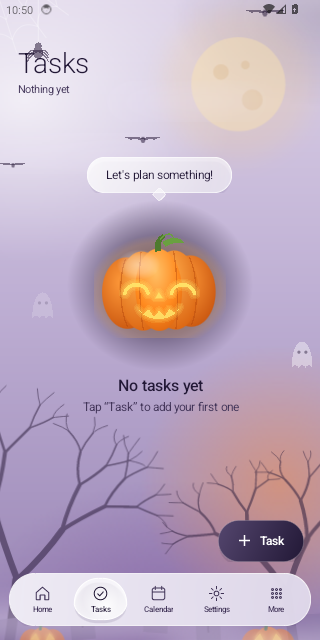 10:50
Tasks
Nothing yet
Let's plan something!
No tasks yet
Tap “Task” to add your first one
+ Task
Home
Tasks
Calendar
Settings
More